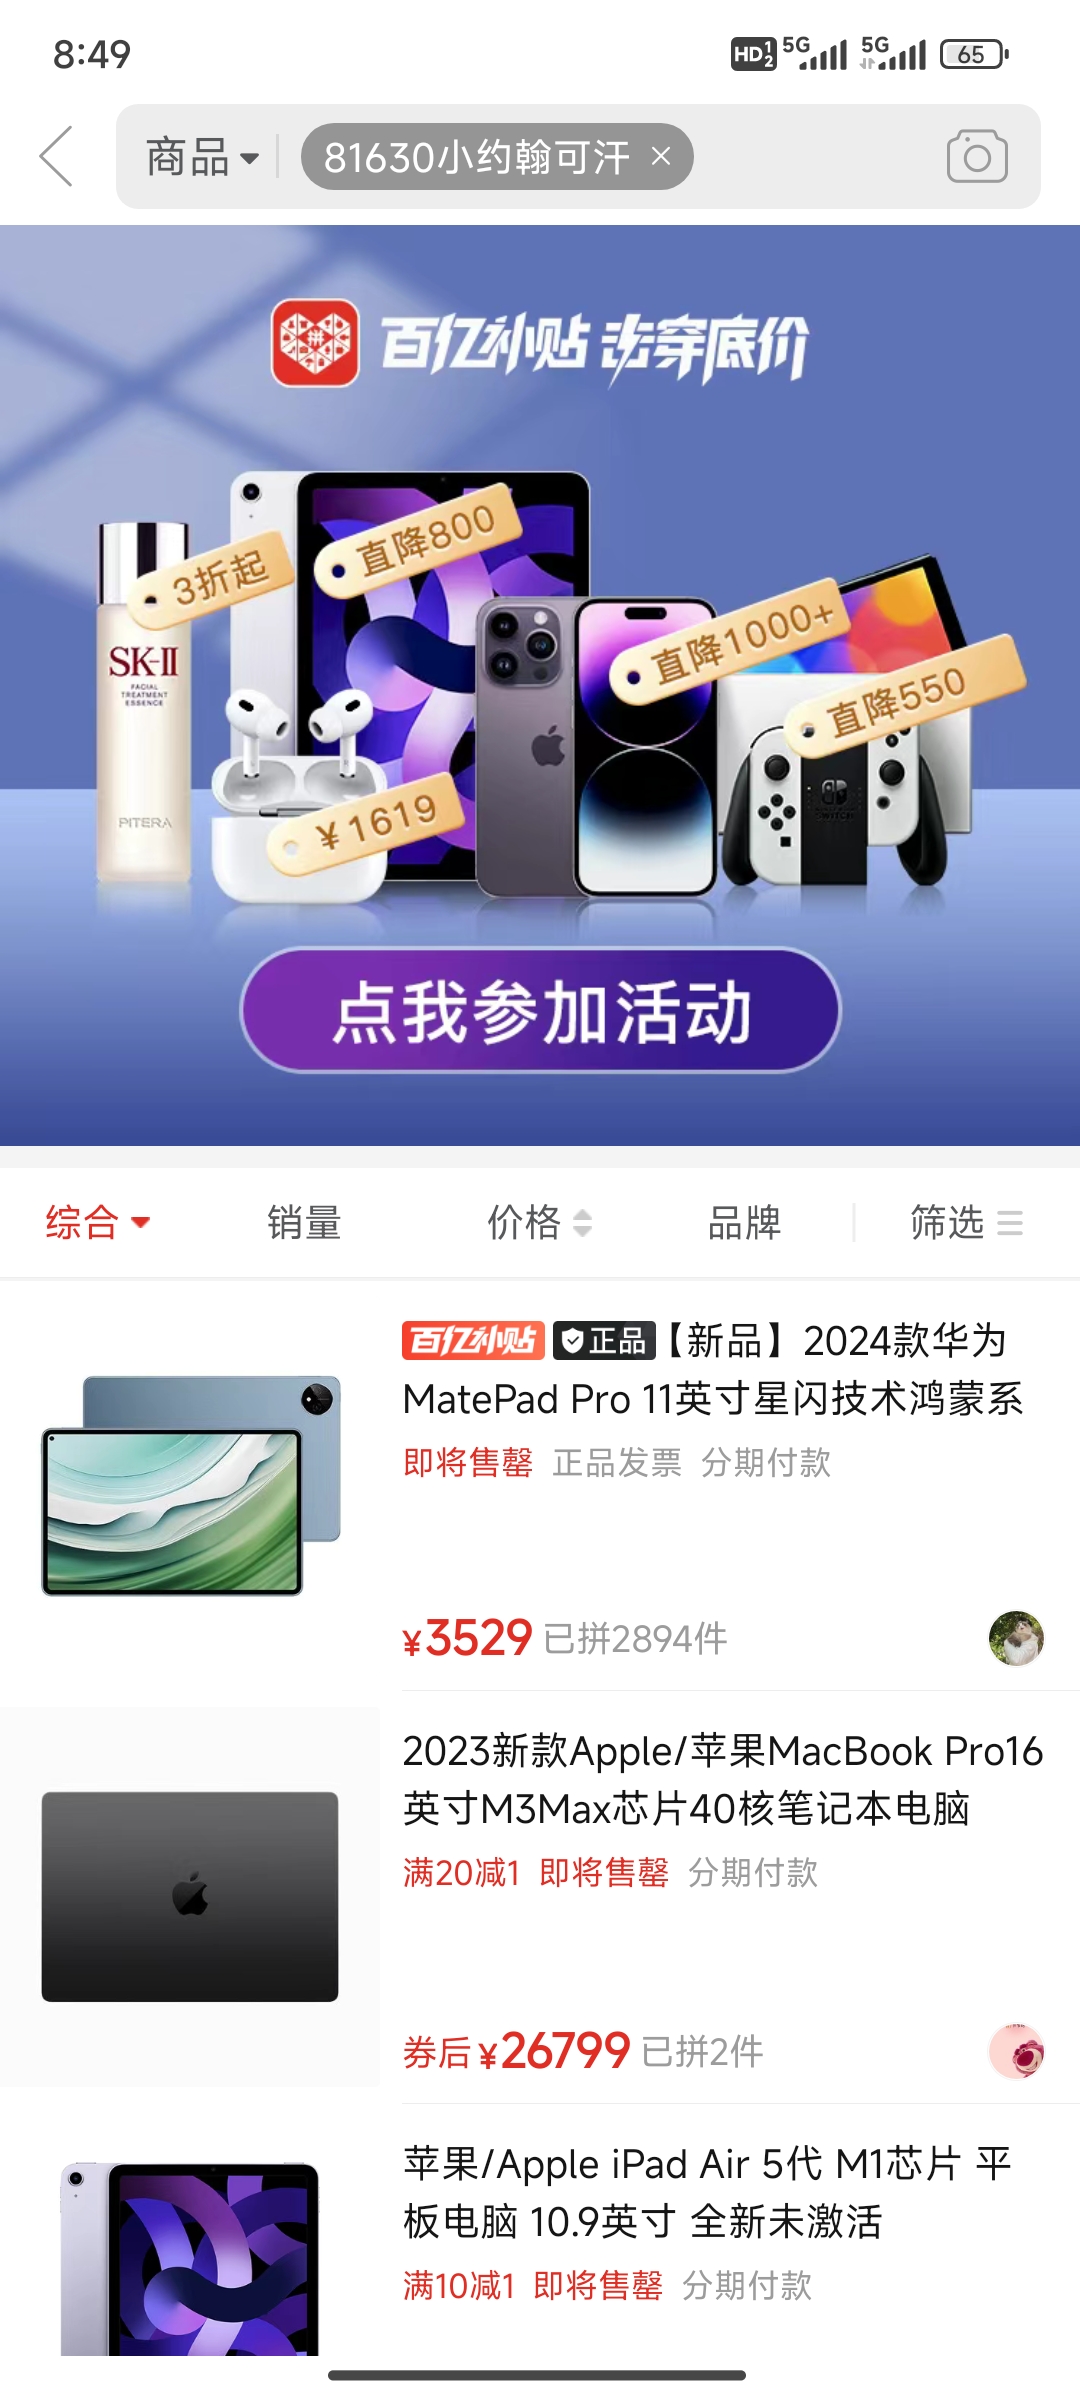 8:49
HD 1 2 5G 5G 65
商品 81630小约翰可汗 ×
拼 百亿补贴 击穿底价
直降800
3折起
直降1000+
SK-II
FACIAL
TREATMENT
ESSENCE
直降550
¥1619
PITERA
SWITCH
点我参加活动
综合 销量 价格 品牌 筛选
百亿补贴 正品【新品】2024款华为
MatePad Pro 11英寸星闪技术鸿蒙系
即将售罄 正品发票 分期付款
¥3529 已拼2894件
2023新款Apple/苹果MacBook Pro16
英寸M3Max芯片40核笔记本电脑
满20减1 即将售罄 分期付款
券后 ¥26799 已拼2件
苹果/Apple iPad Air 5代 M1芯片 平
板电脑 10.9英寸 全新未激活
满10减1 即将售罄 分期付款